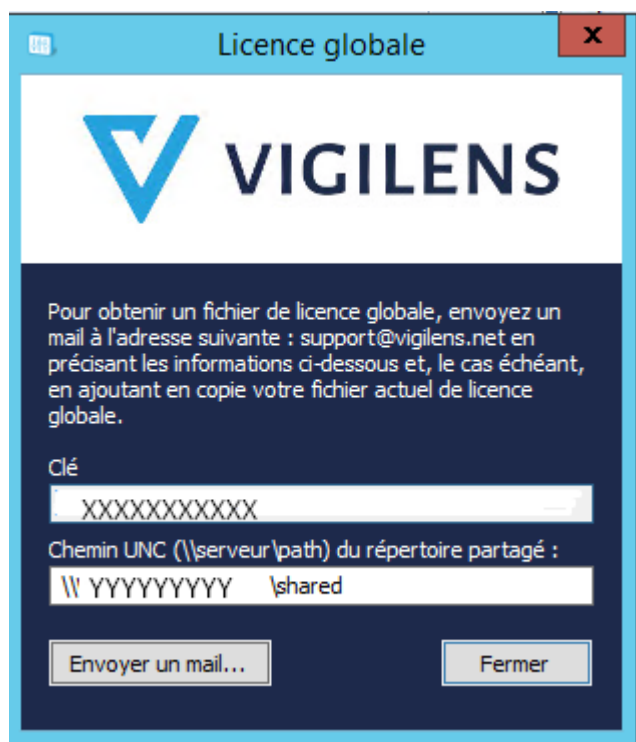 Licence globale
x
VIGILENS
Pour obtenir un fichier de licence globale, envoyez un
mail à l'adresse suivante : support@vigilens.net en
précisant les informations ci-dessous et, le cas échéant,
en ajoutant en copie votre fichier actuel de licence
globale.
Clé
XXXXXXXXXXX
Chemin UNC (\\serveur\path) du répertoire partagé :
\\ YYYYYYYYY \shared
Envoyer un mail... Fermer